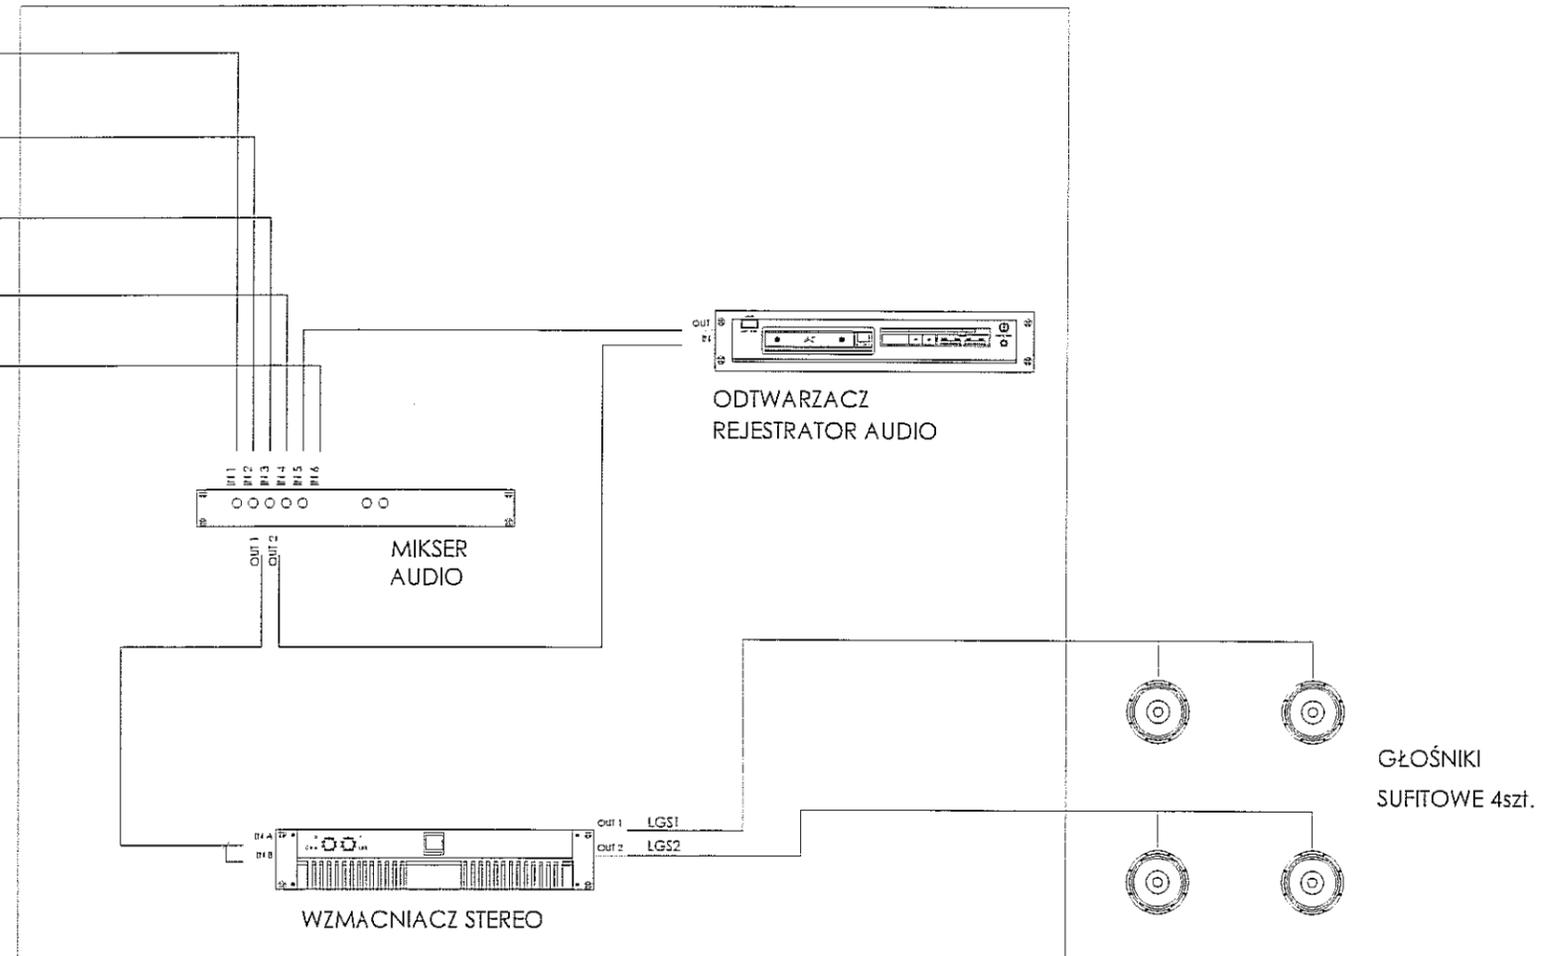 OUT
IN
ODTWARZACZ
REJESTRATOR AUDIO
IN 1
IN 2
IN 3
IN 4
IN 5
IN 6
OUT 1
OUT 2
MIKSER
AUDIO
GŁOŚNIKI
SUFITOWE 4szt.
IN A
IN B
OUT 1
LGS1
OUT 2
LGS2
WZMACNIACZ STEREO